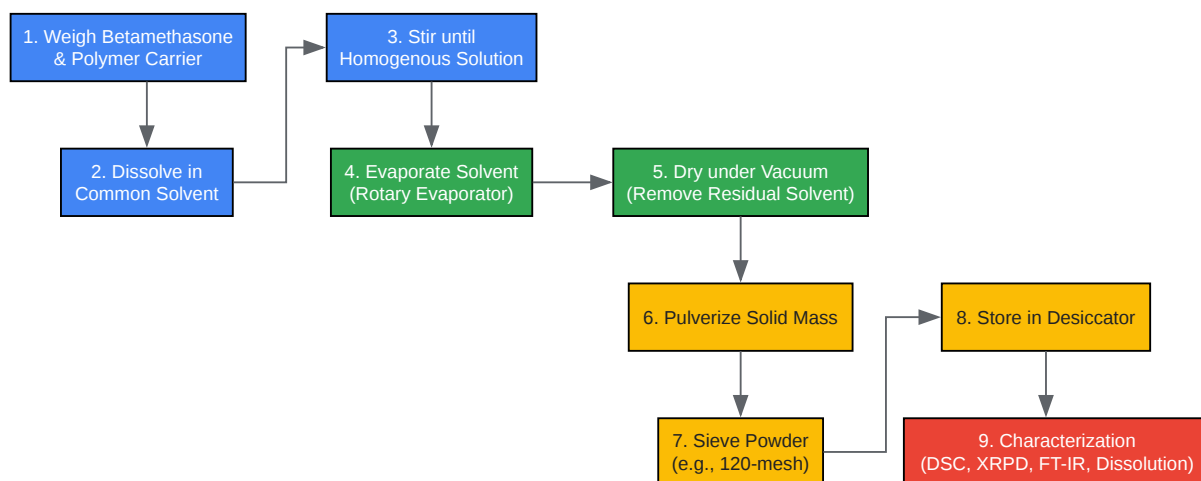 1. Weigh Betamethasone
& Polymer Carrier
2. Dissolve in
Common Solvent
3. Stir until
Homogenous Solution
4. Evaporate Solvent
(Rotary Evaporator)
5. Dry under Vacuum
(Remove Residual Solvent)
6. Pulverize Solid Mass
7. Sieve Powder
(e.g., 120-mesh)
8. Store in Desiccator
9. Characterization
(DSC, XRPD, FT-IR, Dissolution)